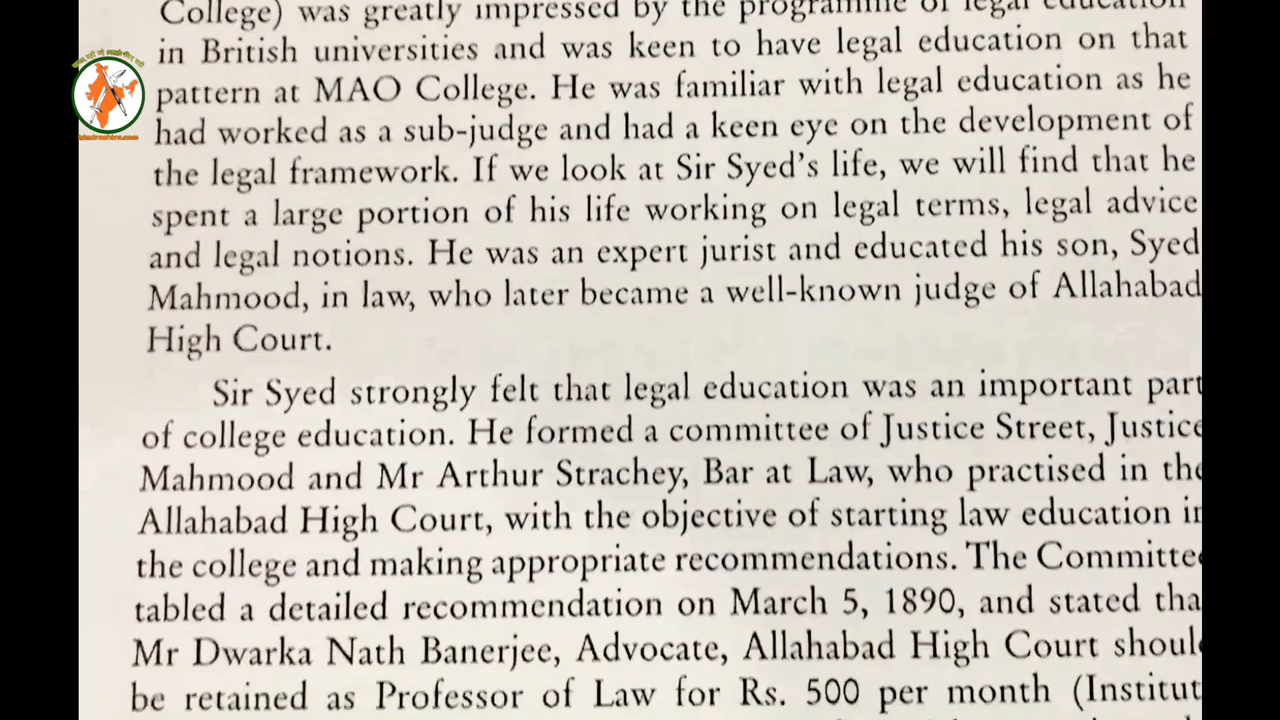 College) was greatly impressed by the programme of legal education
in British universities and was keen to have legal education on that
pattern at MAO College. He was familiar with legal education as he
had worked as a sub-judge and had a keen eye on the development of
the legal framework. If we look at Sir Syed's life, we will find that he
spent a large portion of his life working on legal terms, legal advice
and legal notions. He was an expert jurist and educated his son, Syed
Mahmood, in law, who later became a well-known judge of Allahabad
High Court.
Sir Syed strongly felt that legal education was an important part
of college education. He formed a committee of Justice Street, Justice
Mahmood and Mr Arthur Strachey, Bar at Law, who practised in the
Allahabad High Court, with the objective of starting law education in
the college and making appropriate recommendations. The Committe
tabled a detailed recommendation on March 5, 1890, and stated tha
Mr Dwarka Nath Banerjee, Advocate, Allahabad High Court shoul
be retained as Professor of Law for Rs. 500 per month (Institut